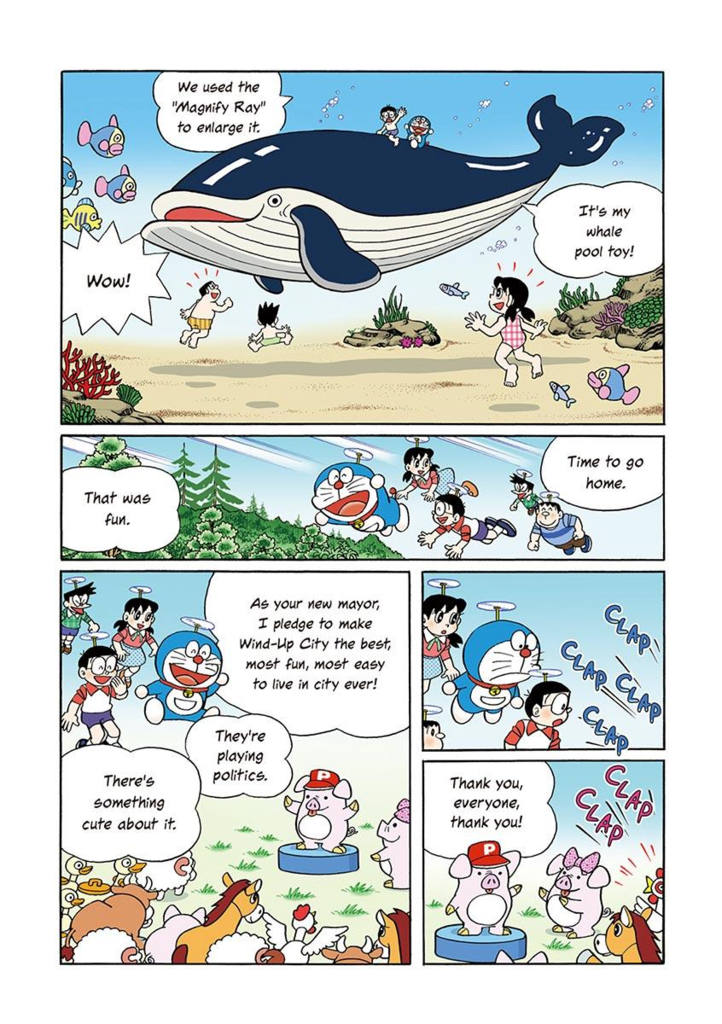 We used the
"Magnify Ray"
to enlarge it.
It's my
whale
pool toy!
Wow!
That was
fun.
Time to go
home.
As your new mayor,
I pledge to make
Wind-Up City the best,
most fun, most easy
to live in city ever!
They're
playing
politics.
There's
something
cute about it.
P
CLAP
CLAP
CLAP
CLAP
Thank you,
everyone,
thank you!
CLAP
CLAP
CLAP
P